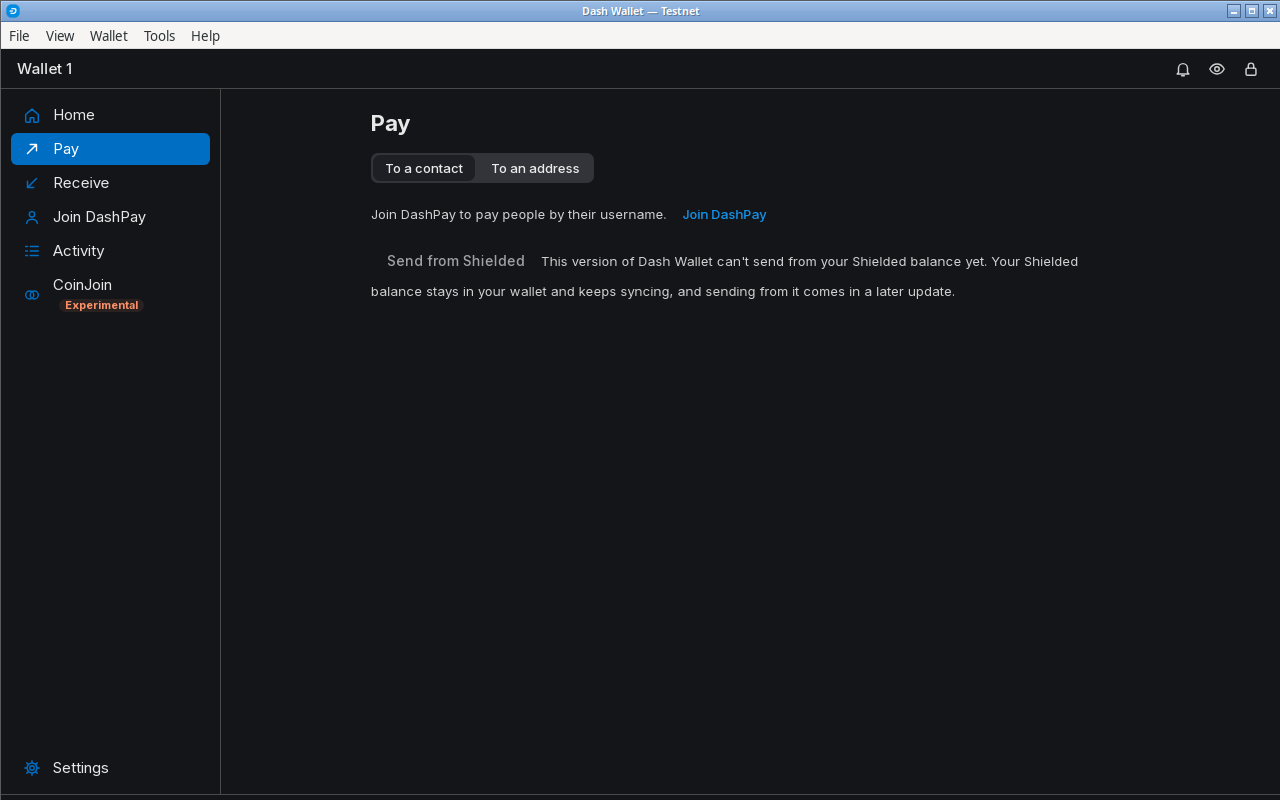 Dash Wallet — Testnet
File View Wallet Tools Help
Wallet 1
Home
Pay
Receive
Join DashPay
Activity
CoinJoin
Experimental
Settings
Pay
To a contact To an address
Join DashPay to pay people by their username. Join DashPay
Send from Shielded This version of Dash Wallet can't send from your Shielded balance yet. Your Shielded
balance stays in your wallet and keeps syncing, and sending from it comes in a later update.